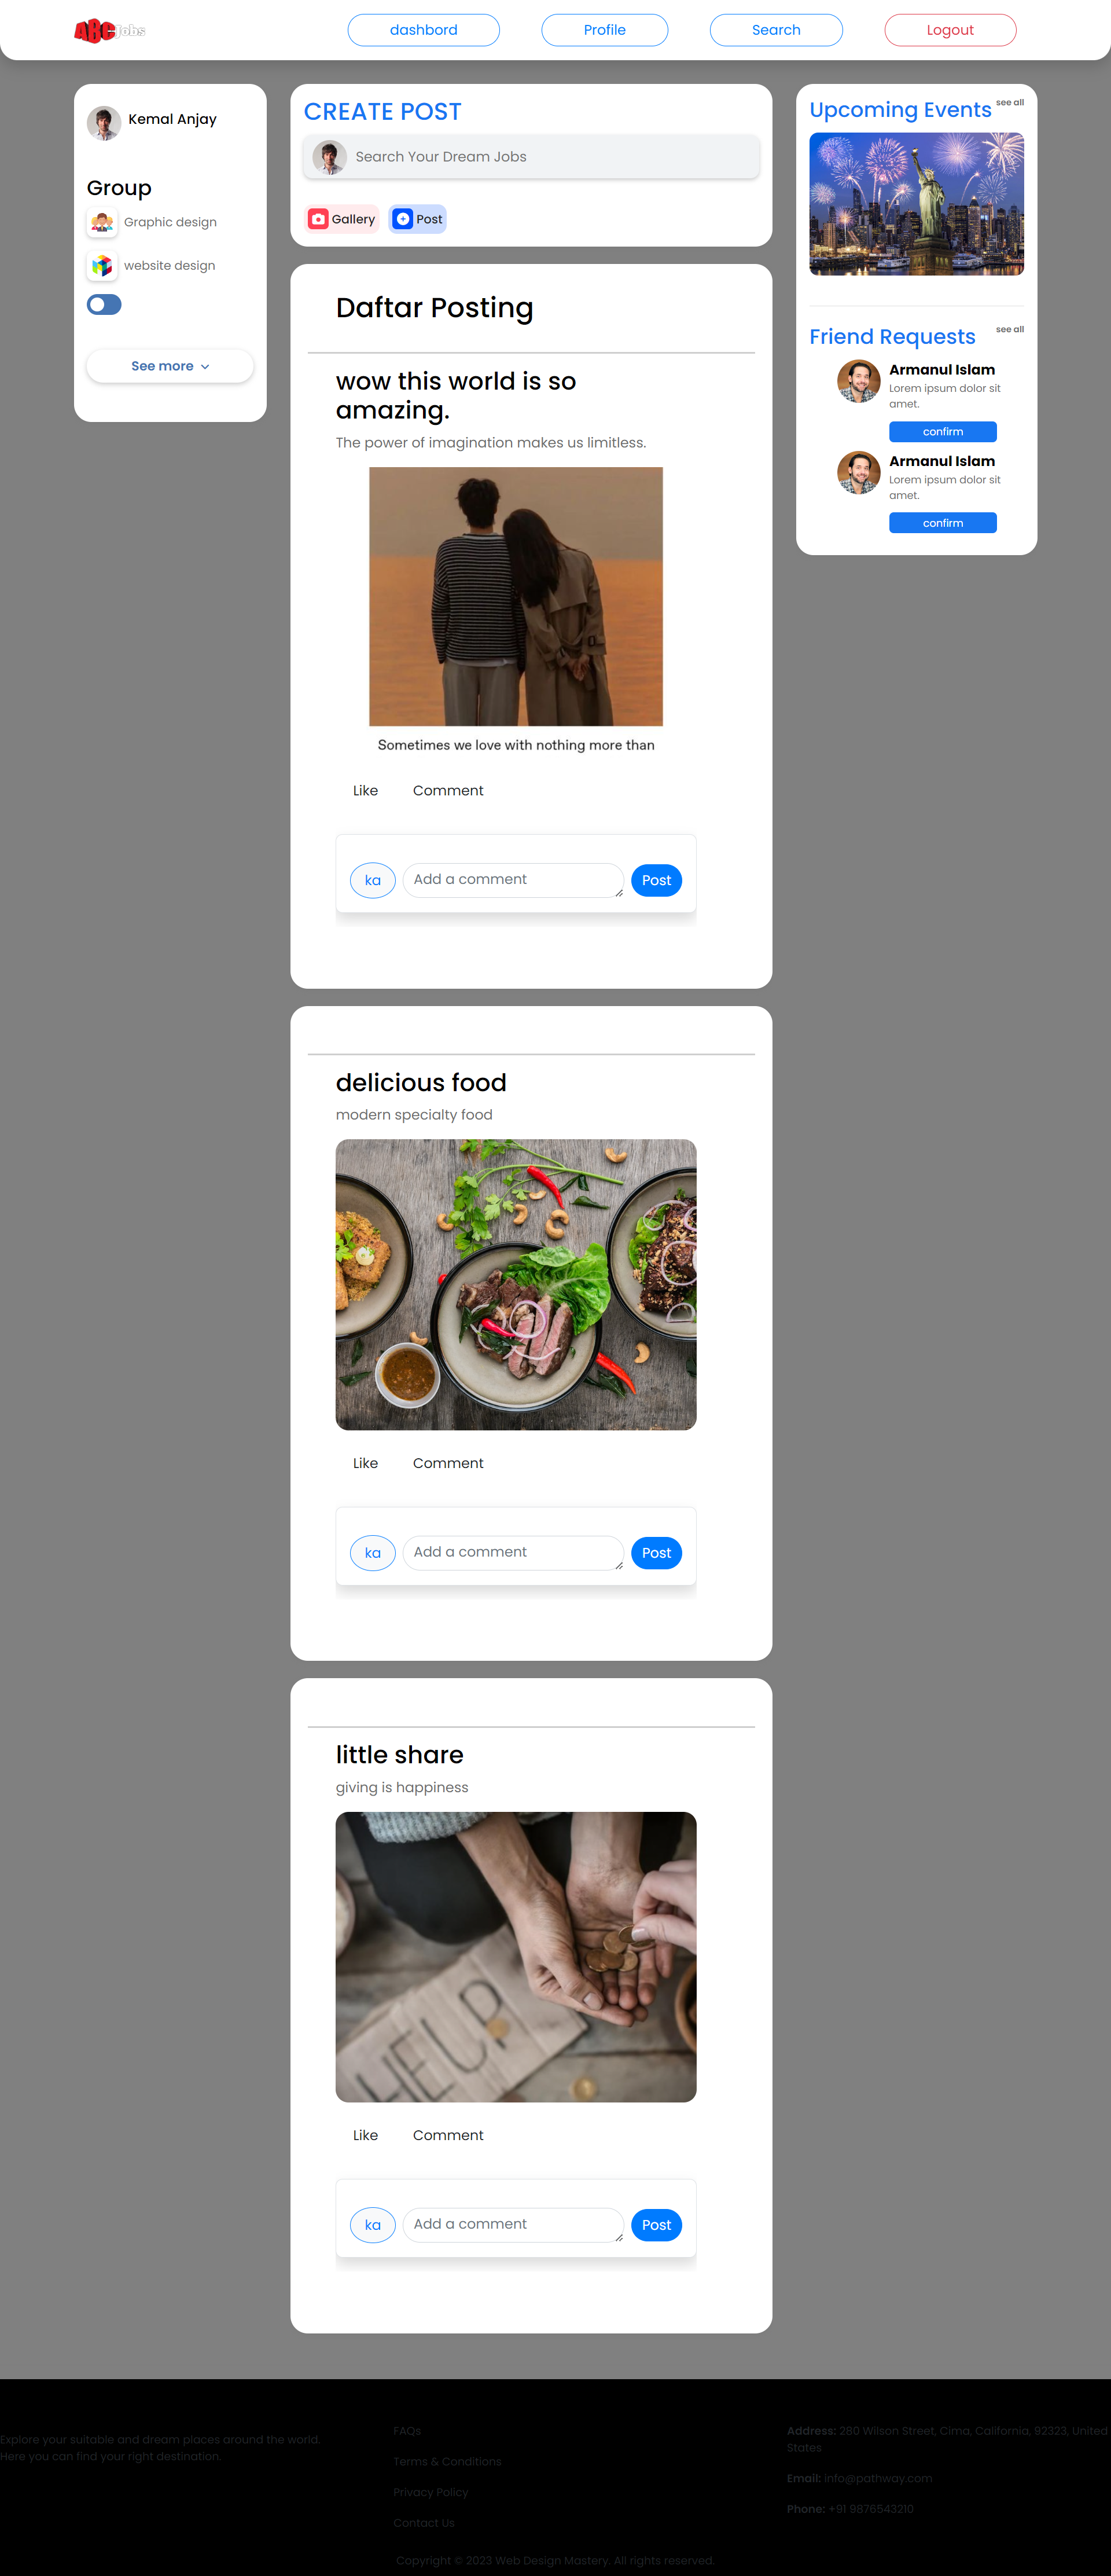 ABCjobs
dashbord
Profile
Search
Logout
Kemal Anjay
Group
Graphic design
website design
See more
CREATE POST
Search Your Dream Jobs
Gallery
Post
Daftar Posting
wow this world is so
amazing.
The power of imagination makes us limitless.
Sometimes we love with nothing more than
Like
Comment
ka
Add a comment
Post
delicious food
modern specialty food
Like
Comment
ka
Add a comment
Post
little share
giving is happiness
HELP
Like
Comment
ka
Add a comment
Post
Upcoming Events
see all
Friend Requests
see all
Armanul Islam
Lorem ipsum dolor sit
amet.
confirm
Armanul Islam
Lorem ipsum dolor sit
amet.
confirm
Explore your suitable and dream places around the world.
Here you can find your right destination.
FAQs
Terms & Conditions
Privacy Policy
Contact Us
Address: 280 Wilson Street, Cima, California, 92323, United
States
Email: info@pathway.com
Phone: +91 9876543210
Copyright © 2023 Web Design Mastery. All rights reserved.